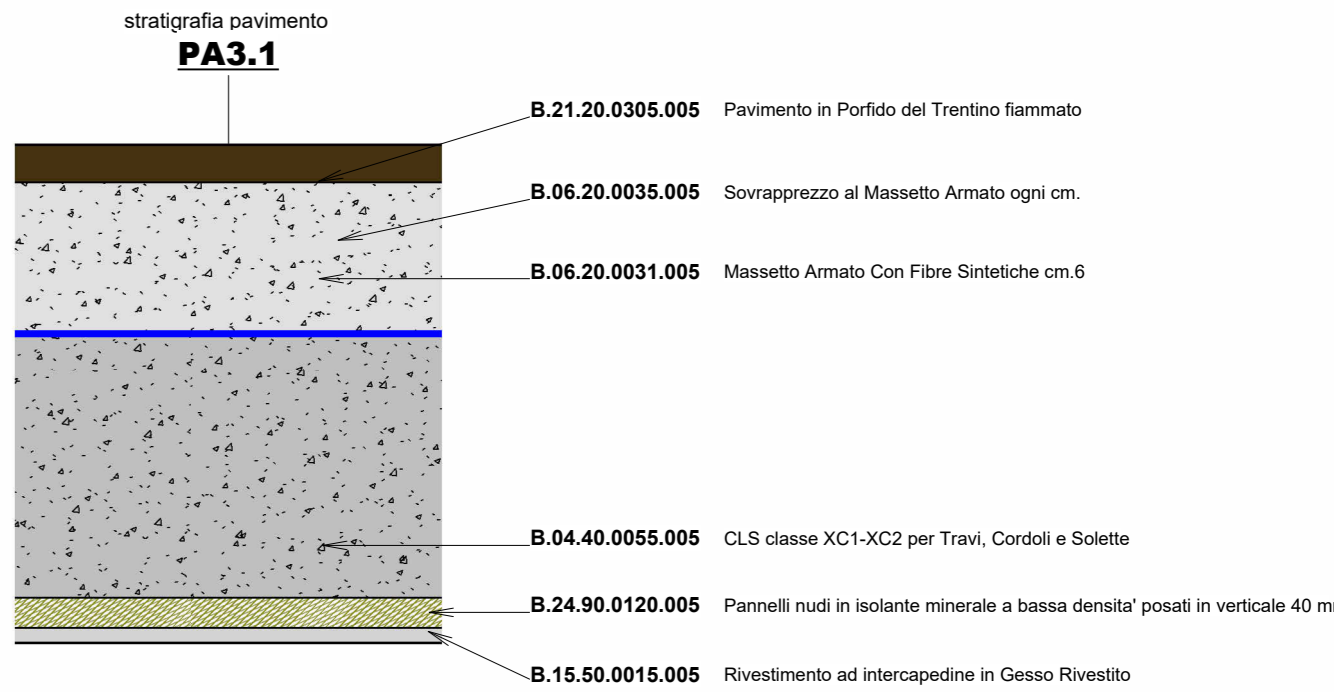 stratigrafia pavimento
PA3.1
B.21.20.0305.005 Pavimento in Porfido del Trentino fiammato
B.06.20.0035.005 Sovrapprezzo al Massetto Armato ogni cm.
B.06.20.0031.005 Massetto Armato Con Fibre Sintetiche cm.6
B.04.40.0055.005 CLS classe XC1-XC2 per Travi, Cordoli e Solette
B.24.90.0120.005 Pannelli nudi in isolante minerale a bassa densita' posati in verticale 40 m
B.15.50.0015.005 Rivestimento ad intercapedine in Gesso Rivestito